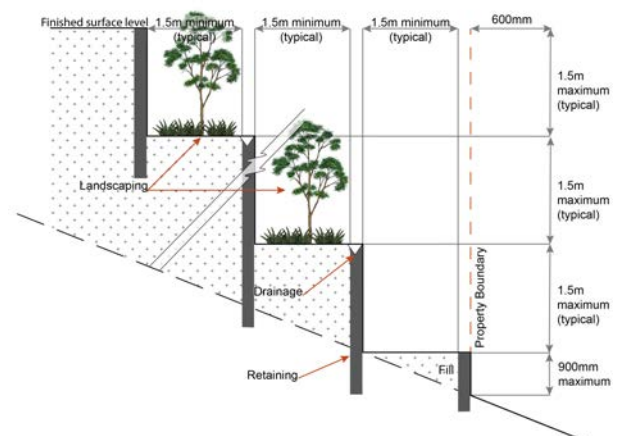 Finished surface level
1.5m minimum
(typical)
1.5m minimum
(typical)
1.5m minimum
(typical)
600mm
1.5m
maximum
(typical)
Landscaping
1.5m
maximum
(typical)
Drainage
Property Boundary
1.5m
maximum
(typical)
Retaining
Fill
900mm
maximum